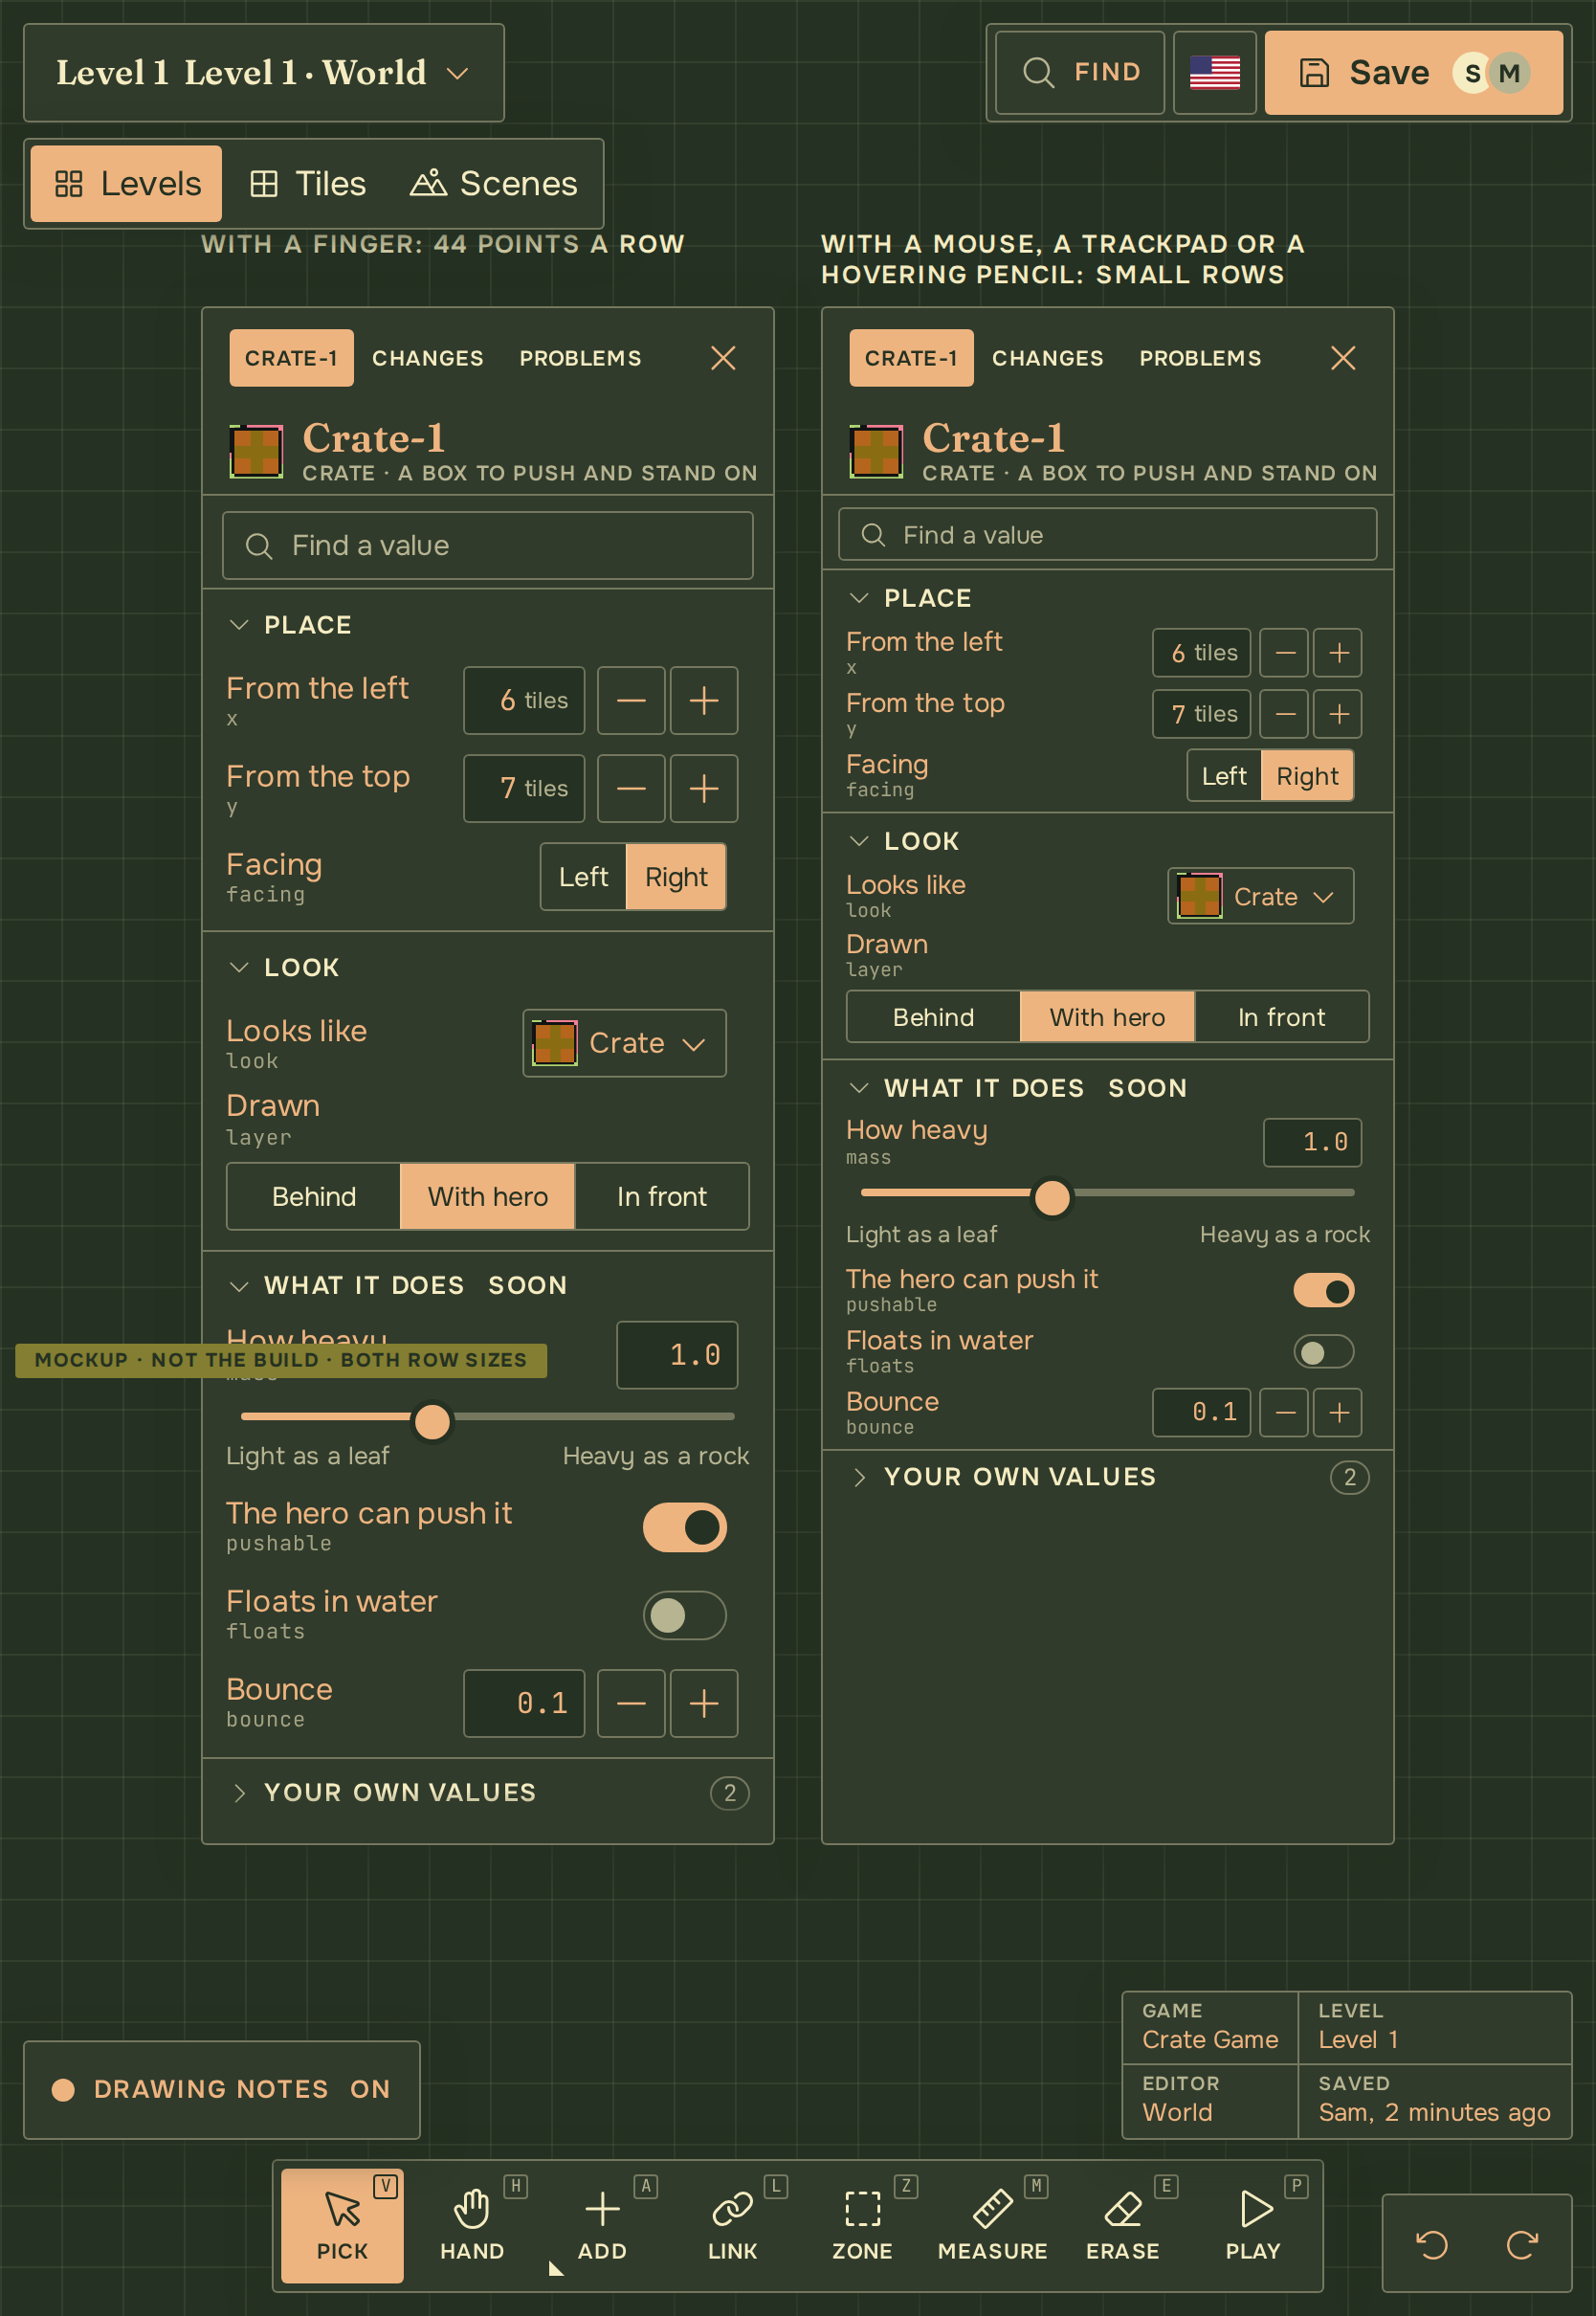 Level 1 Level 1 · World
FIND
Save
S
M
Levels
Tiles
Scenes
WITH A FINGER: 44 POINTS A ROW
CRATE-1
CHANGES
PROBLEMS
Crate-1
CRATE · A BOX TO PUSH AND STAND ON
Find a value
PLACE
From the left
x
6 tiles
From the top
y
7 tiles
Facing
facing
Left
Right
LOOK
Looks like
look
Crate
Drawn
layer
Behind
With hero
In front
WHAT IT DOES SOON
How heavy
1.0
MOCKUP · NOT THE BUILD · BOTH ROW SIZES
Light as a leaf
Heavy as a rock
The hero can push it
pushable
Floats in water
floats
Bounce
bounce
0.1
YOUR OWN VALUES
2
WITH A MOUSE, A TRACKPAD OR A
HOVERING PENCIL: SMALL ROWS
CRATE-1
CHANGES
PROBLEMS
Crate-1
CRATE · A BOX TO PUSH AND STAND ON
Find a value
PLACE
From the left
x
6 tiles
From the top
y
7 tiles
Facing
facing
Left
Right
LOOK
Looks like
look
Crate
Drawn
layer
Behind
With hero
In front
WHAT IT DOES SOON
How heavy
mass
1.0
Light as a leaf
Heavy as a rock
The hero can push it
pushable
Floats in water
floats
Bounce
bounce
0.1
YOUR OWN VALUES
2
DRAWING NOTES ON
GAME
Crate Game
LEVEL
Level 1
EDITOR
World
SAVED
Sam, 2 minutes ago
V
PICK
H
HAND
A
ADD
L
LINK
Z
ZONE
M
MEASURE
E
ERASE
P
PLAY